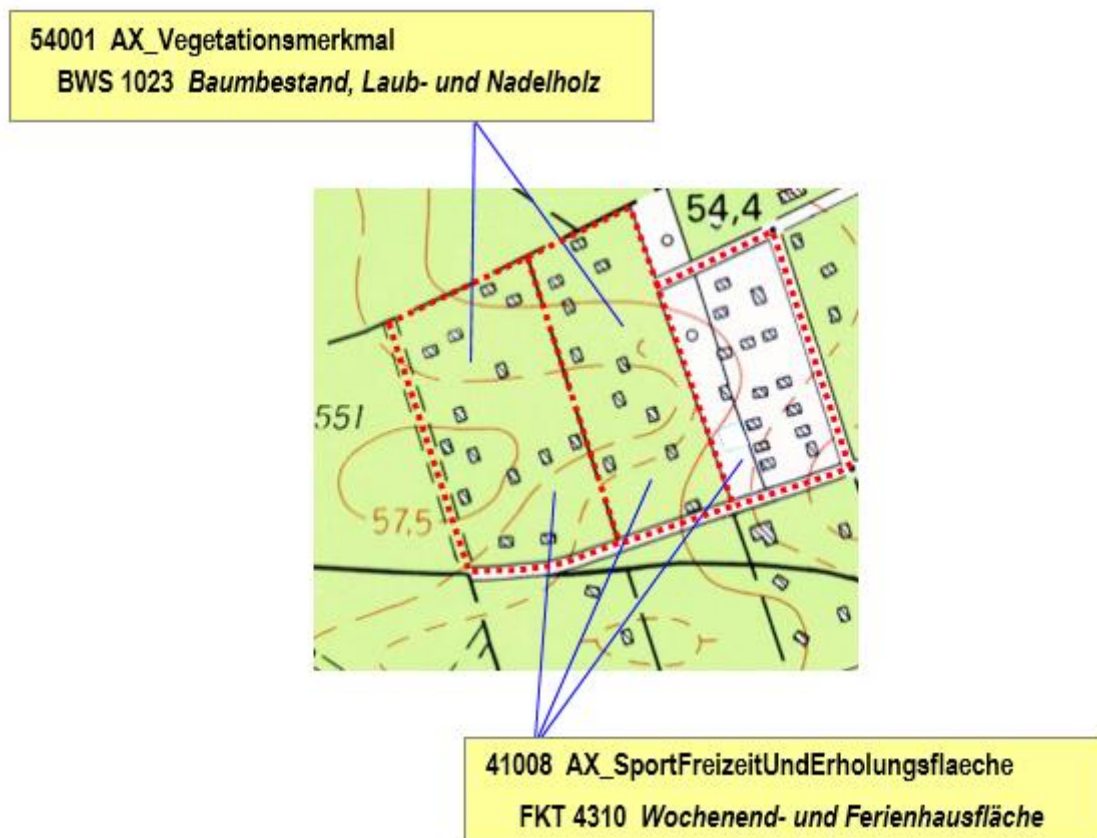 54001 AX_Vegetationsmerkmal
BWS 1023 Baumbestand, Laub- und Nadelholz
54,4
551
57,5
41008 AX_SportFreizeitUndErholungsflaeche
FKT 4310 Wochenend- und Ferienhausfläche